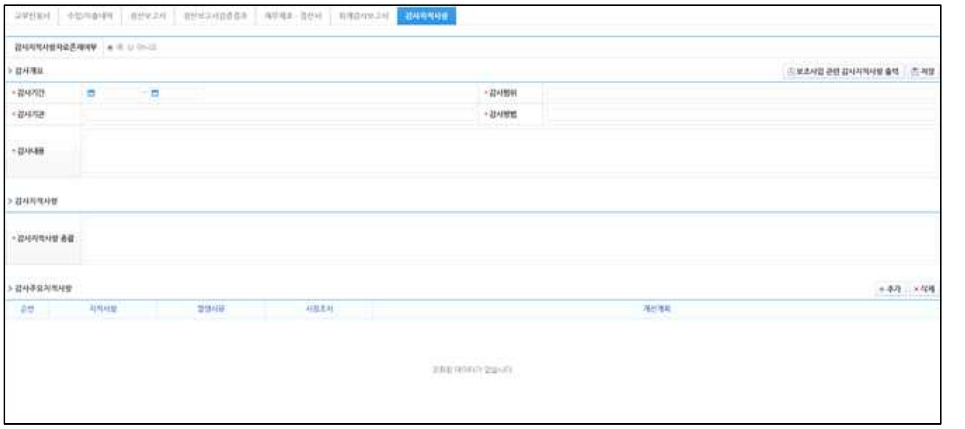 교부신청서 수입/지출내역 정산보고서 정산보고서검증결과 재무제표·결산서 회계감사보고서 감사지적사항
감사지적사항자료존재여부 예 아니오
> 감사개요 보조사업 관련 감사지적사항 출력 저장
* 감사기간 ~ * 감사범위
* 감사기관 * 감사방법
* 감사내용
> 감사지적사항
* 감사지적사항 총괄
> 감사주요지적사항 + 추가 × 삭제
순번 지적사항 발생사유 시정조치 개선계획
조회된 데이터가 없습니다